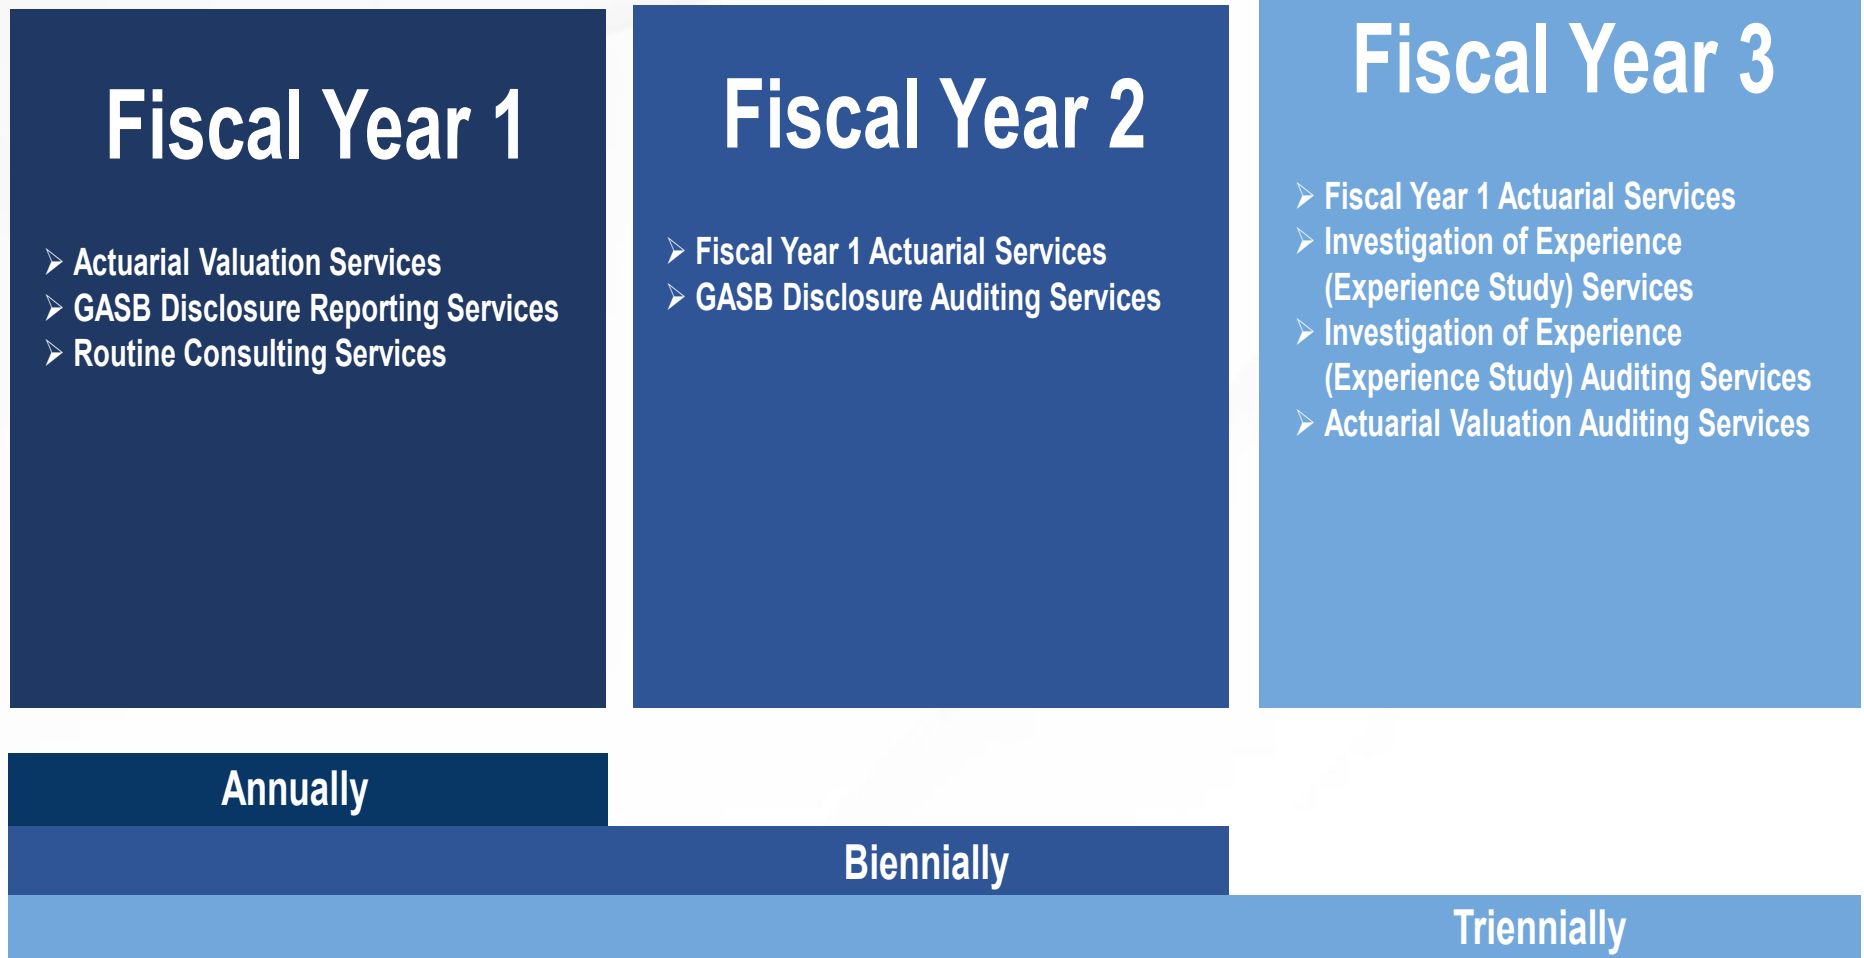 Fiscal Year 1
➢ Actuarial Valuation Services
➢ GASB Disclosure Reporting Services
➢ Routine Consulting Services
Fiscal Year 2
➢ Fiscal Year 1 Actuarial Services
➢ GASB Disclosure Auditing Services
Fiscal Year 3
➢ Fiscal Year 1 Actuarial Services
➢ Investigation of Experience
(Experience Study) Services
➢ Investigation of Experience
(Experience Study) Auditing Services
➢ Actuarial Valuation Auditing Services
Annually
Biennially
Triennially